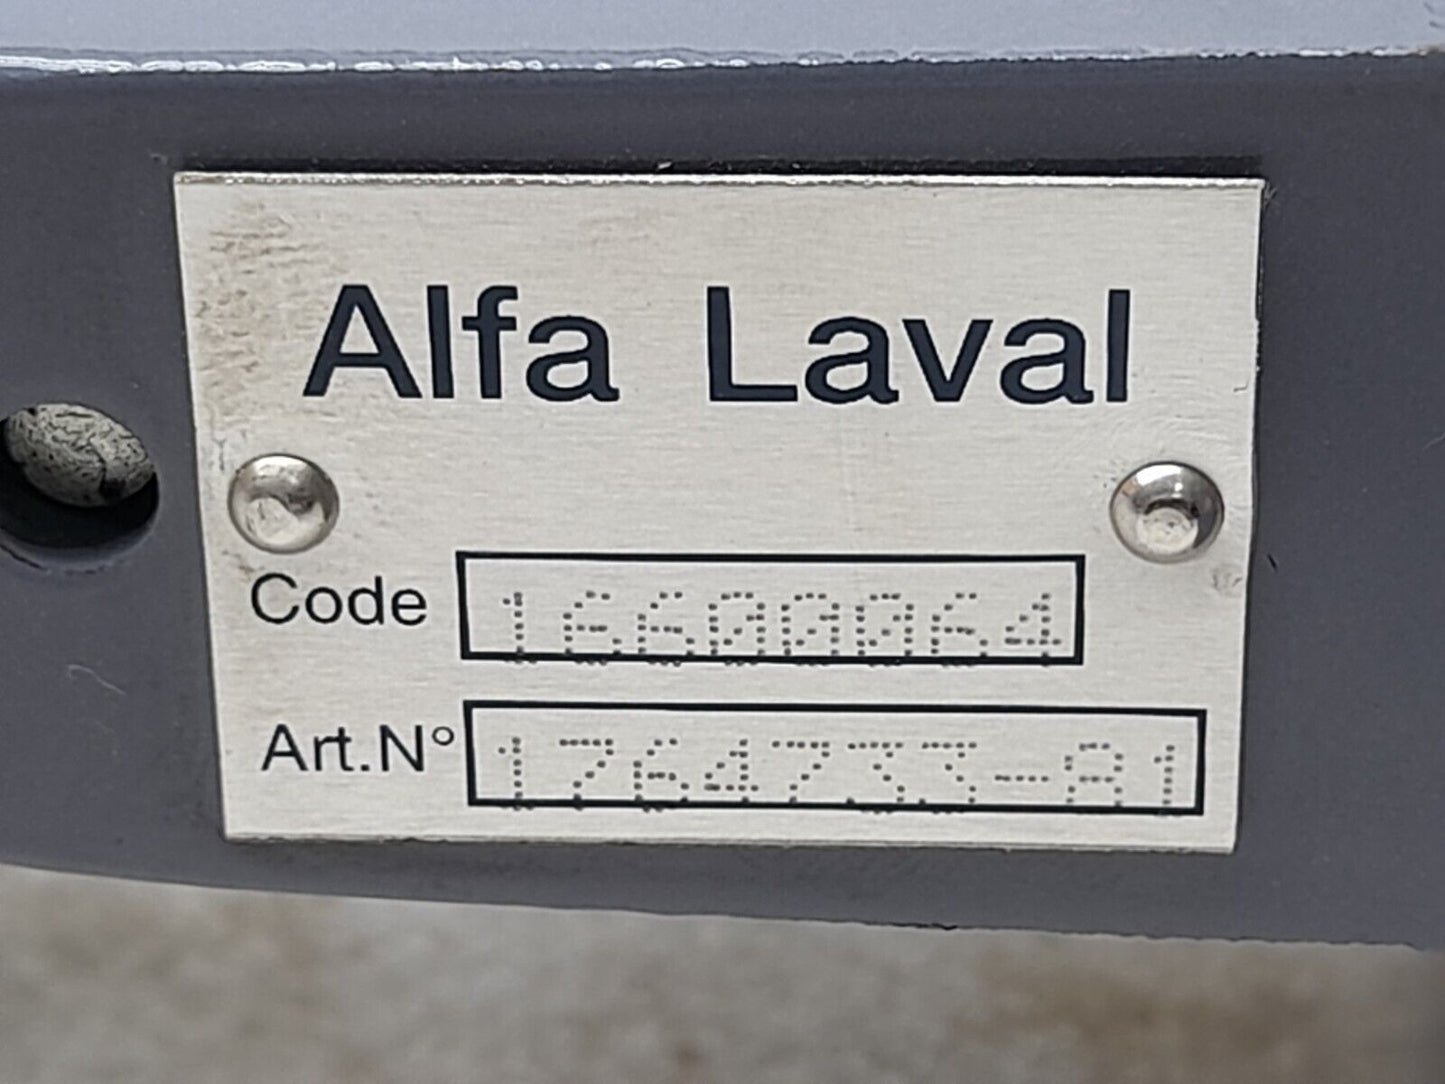 Alfa Laval
Code 16600064
Art.N° 1764733-81